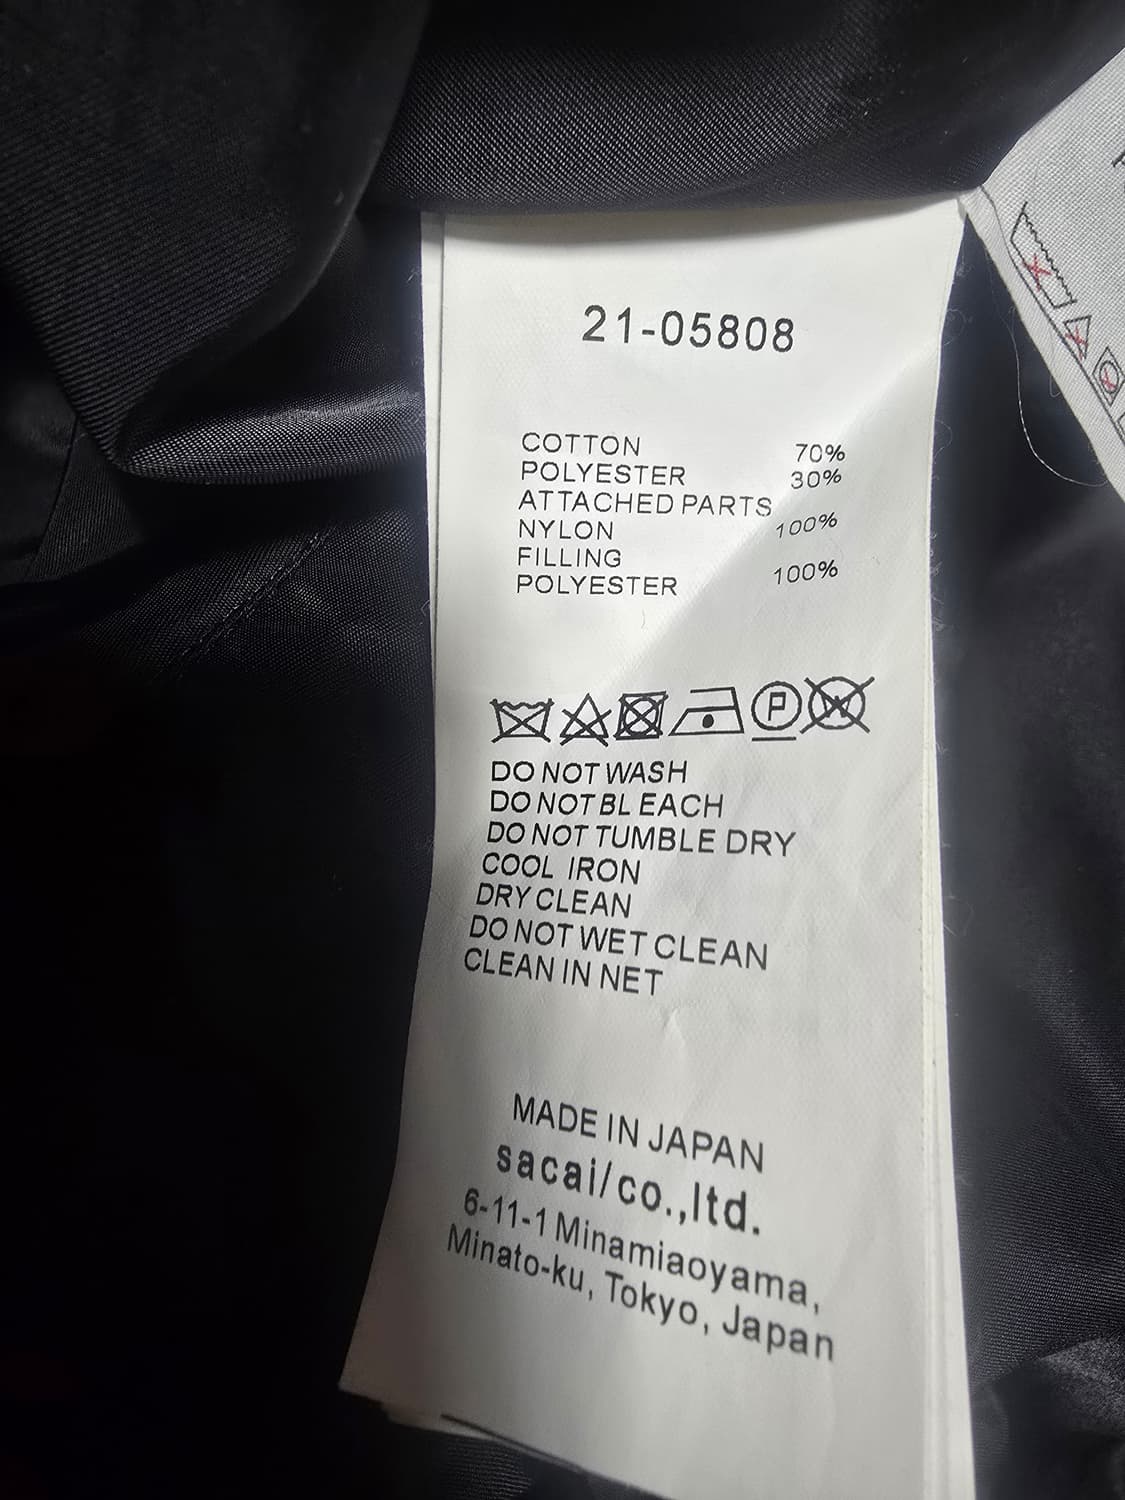 21-05808
COTTON 70%
POLYESTER 30%
ATTACHED PARTS
NYLON 100%
FILLING
POLYESTER 100%
P W
DO NOT WASH
DO NOT BL EACH
DO NOT TUMBLE DRY
COOL IRON
DRY CLEAN
DO NOT WET CLEAN
CLEAN IN NET
MADE IN JAPAN
sacai/co.,ltd.
6-11-1 Minamiaoyama,
Minato-ku, Tokyo, Japan